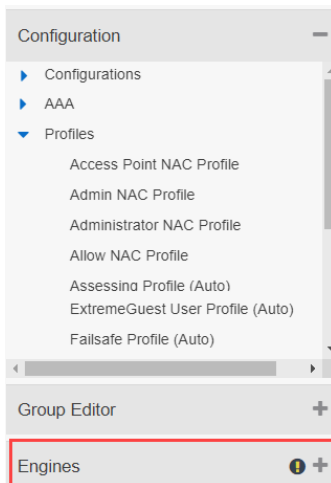 Configuration
Configurations
AAA
Profiles
Access Point NAC Profile
Admin NAC Profile
Administrator NAC Profile
Allow NAC Profile
Assessing Profile (Auto)
ExtremeGuest User Profile (Auto)
Failsafe Profile (Auto)
Group Editor
Engines